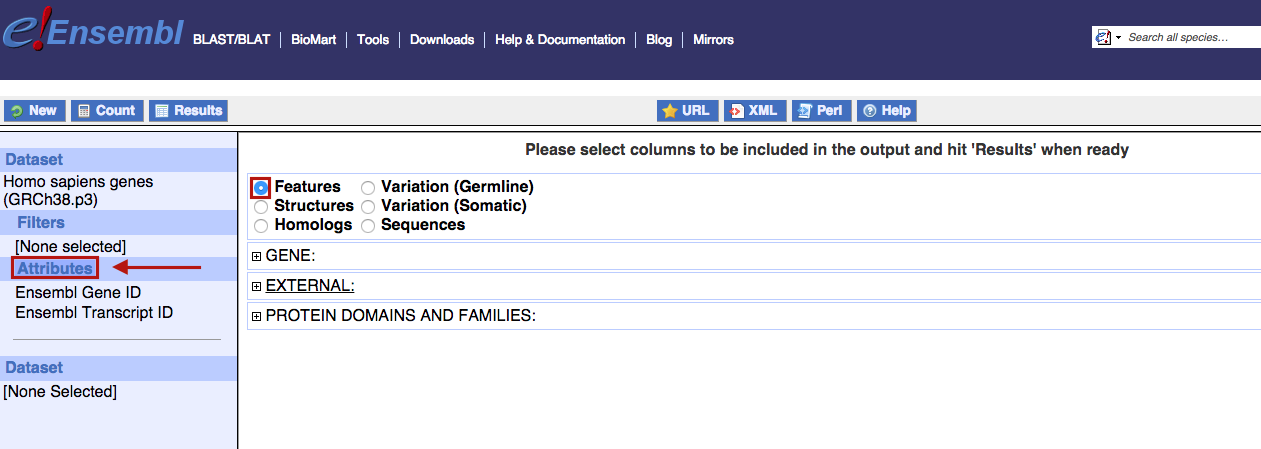 e!Ensembl
BLAST/BLAT | BioMart | Tools | Downloads | Help & Documentation | Blog | Mirrors
Search all species...
New Count Results
URL XML Perl Help
Dataset
Homo sapiens genes
(GRCh38.p3)
Filters
[None selected]
Attributes
Ensembl Gene ID
Ensembl Transcript ID
Dataset
[None Selected]
Please select columns to be included in the output and hit 'Results' when ready
Features Variation (Germline)
Structures Variation (Somatic)
Homologs Sequences
GENE:
EXTERNAL:
PROTEIN DOMAINS AND FAMILIES: